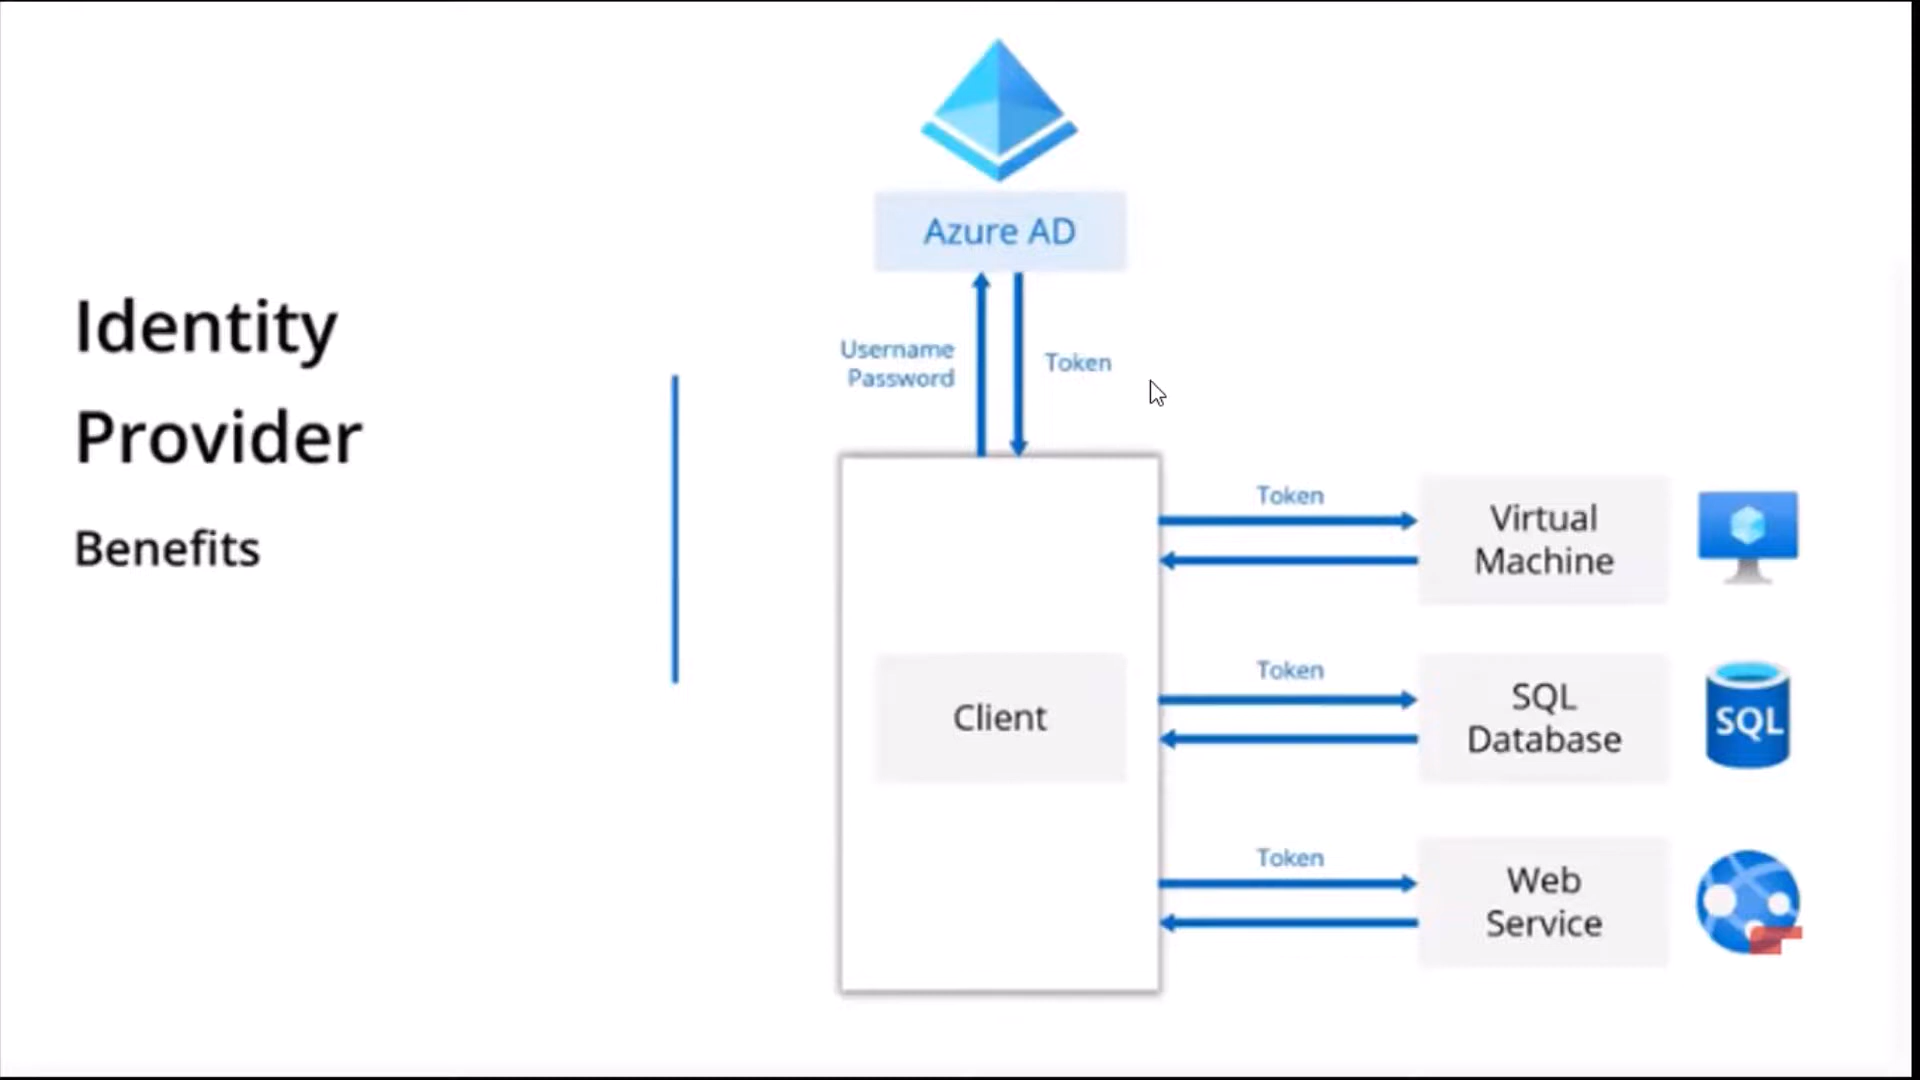 Identity
Provider
Benefits
Azure AD
Username
Password
Token
Client
Token
Virtual
Machine
Token
SQL
Database
SQL
Token
Web
Service